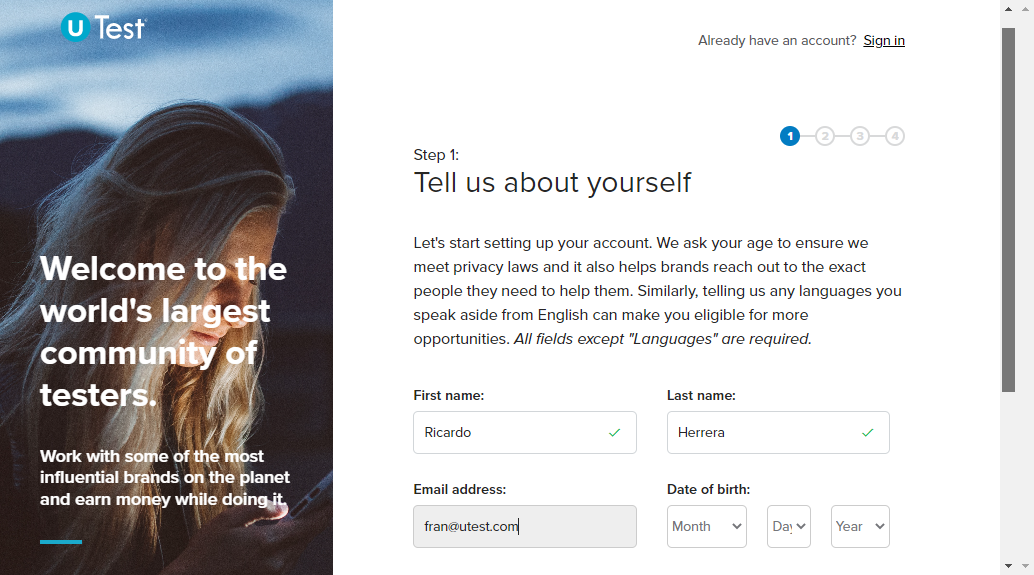 U Test
Already have an account? Sign in
1 2 3 4
Step 1:
Tell us about yourself
Let's start setting up your account. We ask your age to ensure we
meet privacy laws and it also helps brands reach out to the exact
people they need to help them. Similarly, telling us any languages you
speak aside from English can make you eligible for more
opportunities. All fields except "Languages" are required.
Welcome to the
world's largest
community of
testers.
Work with some of the most
influential brands on the planet
and earn money while doing it.
First name: Last name:
Ricardo Herrera
Email address: Date of birth:
fran@utest.com Month Day Year